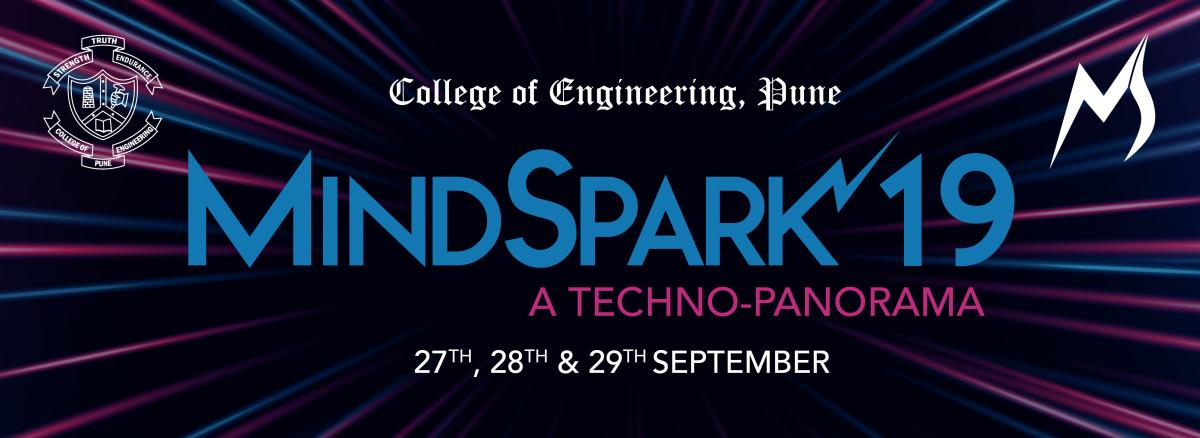 TRUTH
STRENGTH
ENDURANCE
COLLEGE OF
ENGINEERING
PUNE
College of Engineering, Pune
MINDSPARK'19
A TECHNO-PANORAMA
27TH, 28TH & 29TH SEPTEMBER